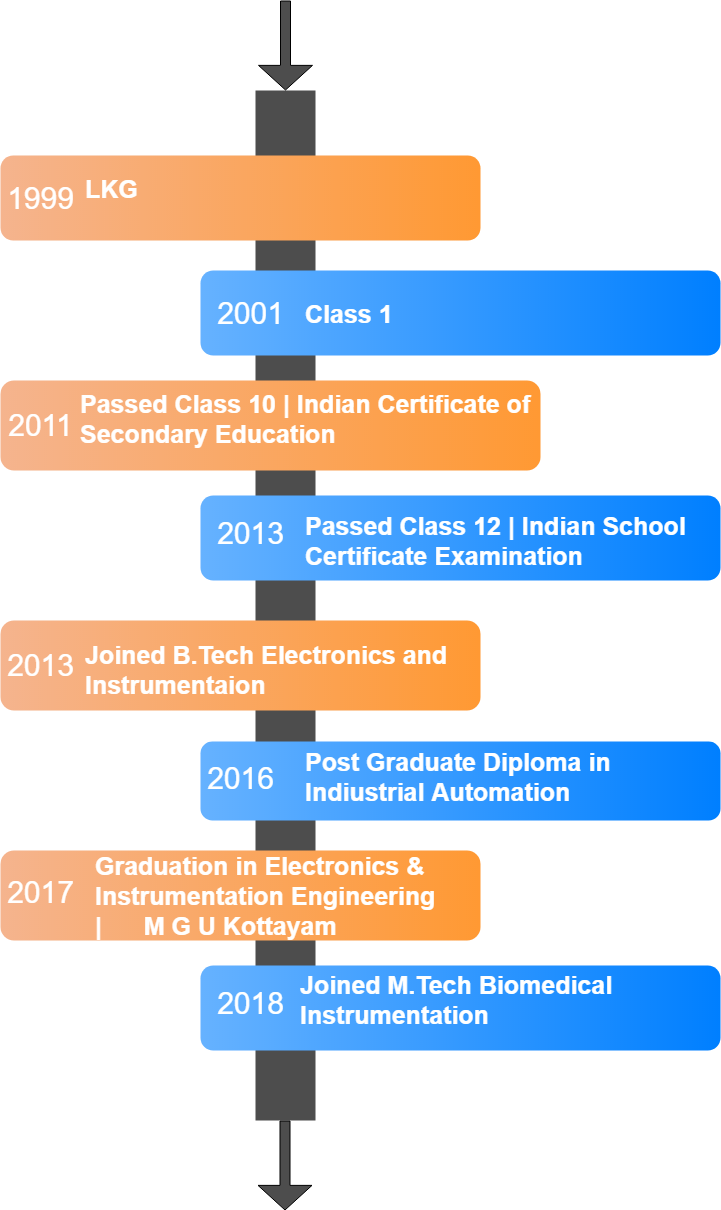 1999 LKG
2001 Class 1
2011 Passed Class 10 | Indian Certificate of
Secondary Education
2013 Passed Class 12 | Indian School
Certificate Examination
2013 Joined B.Tech Electronics and
Instrumentaion
2016 Post Graduate Diploma in
Indiustrial Automation
2017 Graduation in Electronics &
Instrumentation Engineering
| M G U Kottayam
2018 Joined M.Tech Biomedical
Instrumentation